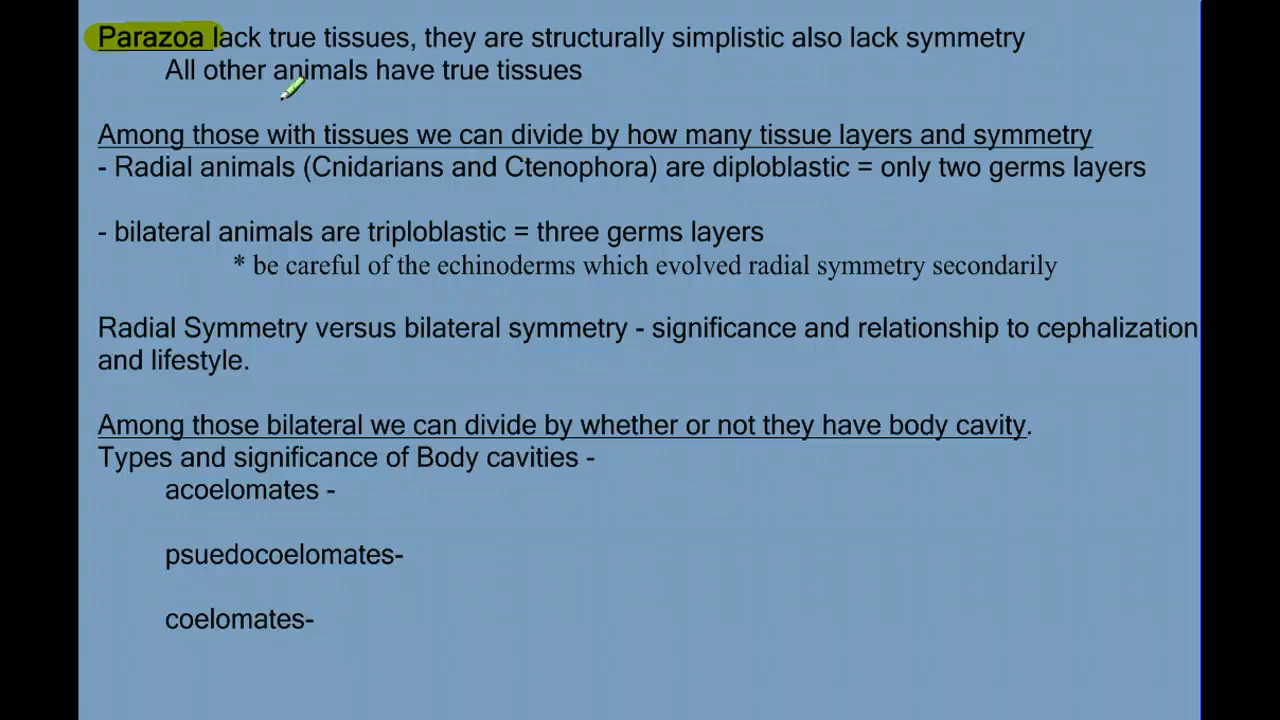 Parazoa lack true tissues, they are structurally simplistic also lack symmetry
All other animals have true tissues
Among those with tissues we can divide by how many tissue layers and symmetry
- Radial animals (Cnidarians and Ctenophora) are diploblastic = only two germs layers
- bilateral animals are triploblastic = three germs layers
* be careful of the echinoderms which evolved radial symmetry secondarily
Radial Symmetry versus bilateral symmetry - significance and relationship to cephalization
and lifestyle.
Among those bilateral we can divide by whether or not they have body cavity.
Types and significance of Body cavities -
acoelomates -
psuedocoelomates-
coelomates-